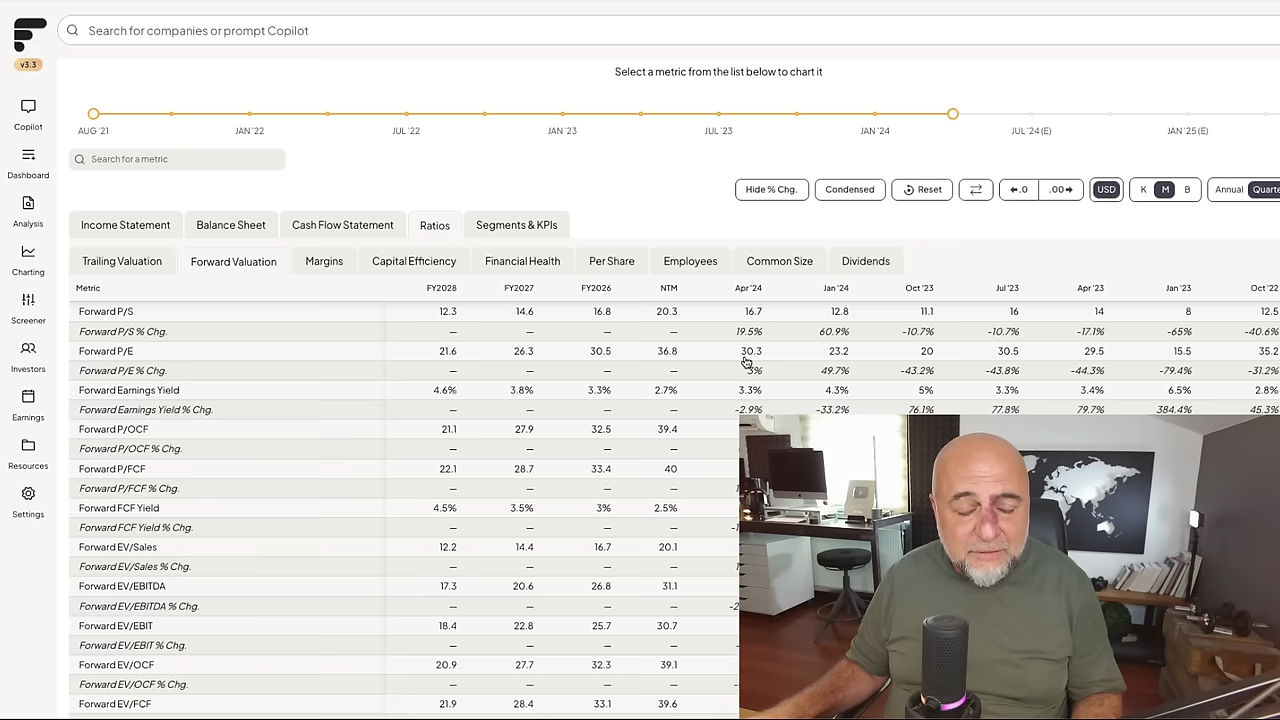 Search for companies or prompt Copilot
v3.3
Select a metric from the list below to chart it
AUG '21 JAN '22 JUL '22 JAN '23 JUL '23 JAN '24 JUL '24 (E) JAN '25 (E)
Copilot
Dashboard
Analysis
Charting
Screener
Investors
Earnings
Resources
Settings
Search for a metric
Hide % Chg. Condensed Reset .0 .00 USD K M B Annual Quarte
Income Statement Balance Sheet Cash Flow Statement Ratios Segments & KPIs
Trailing Valuation Forward Valuation Margins Capital Efficiency Financial Health Per Share Employees Common Size Dividends
Metric FY2028 FY2027 FY2026 NTM Apr '24 Jan '24 Oct '23 Jul '23 Apr '23 Jan '23 Oct '22
Forward P/S 12.3 14.6 16.8 20.3 16.7 12.8 11.1 16 14 8 12.5
Forward P/S % Chg. — — — — 19.5% 60.9% -10.7% -10.7% -17.1% -65% -40.6%
Forward P/E 21.6 26.3 30.5 36.8 30.3 23.2 20 30.5 29.5 15.5 35.2
Forward P/E % Chg. — — — — 3% 49.7% -43.2% -43.8% -44.3% -79.4% -31.2%
Forward Earnings Yield 4.6% 3.8% 3.3% 2.7% 3.3% 4.3% 5% 3.3% 3.4% 6.5% 2.8%
Forward Earnings Yield % Chg. — — — — -2.9% -33.2% 76.1% 77.8% 79.7% 384.4% 45.3%
Forward P/OCF 21.1 27.9 32.5 39.4
Forward P/OCF % Chg. — — — —
Forward P/FCF 22.1 28.7 33.4 40
Forward P/FCF % Chg. — — — —
Forward FCF Yield 4.5% 3.5% 3% 2.5%
Forward FCF Yield % Chg. — — — —
Forward EV/Sales 12.2 14.4 16.7 20.1
Forward EV/Sales % Chg. — — — —
Forward EV/EBITDA 17.3 20.6 26.8 31.1
Forward EV/EBITDA % Chg. — — — — -2
Forward EV/EBIT 18.4 22.8 25.7 30.7
Forward EV/EBIT % Chg. — — — —
Forward EV/OCF 20.9 27.7 32.3 39.1
Forward EV/OCF % Chg. — — — —
Forward EV/FCF 21.9 28.4 33.1 39.6